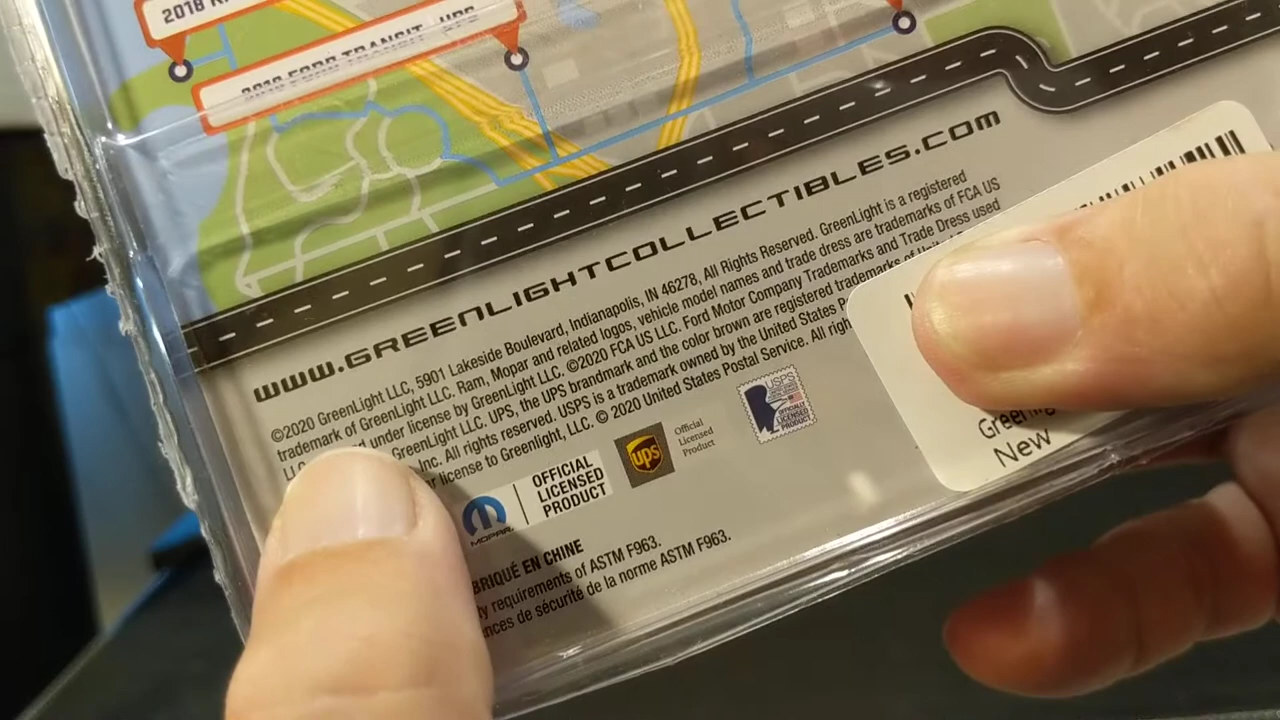 2018
2019 FORD TRANSIT - UPS
WWW.GREENLIGHTCOLLECTIBLES.COM
©2020 GreenLight LLC, 5901 Lakeside Boulevard, Indianapolis, IN 46278, All Rights Reserved. GreenLight is a registered
trademark of GreenLight LLC. Ram, Mopar and related logos, vehicle model names and trade dress are trademarks of FCA US
under license by GreenLight LLC. ©2020 FCA US LLC. Ford Motor Company Trademarks and Trade Dress used
GreenLight LLC. UPS, the UPS brandmark and the color brown are registered trademarks of
Inc. All rights reserved. USPS is a trademark owned by the United States
license to Greenlight, LLC. © 2020 United States Postal Service. All
MOPAR.
OFFICIAL
LICENSED
PRODUCT
ups
Official
Licensed
Product
USPS
OFFICIALLY
LICENSED
PRODUCT
EN CHINE
requirements of ASTM F963.
de sécurité de la norme ASTM F963.
New